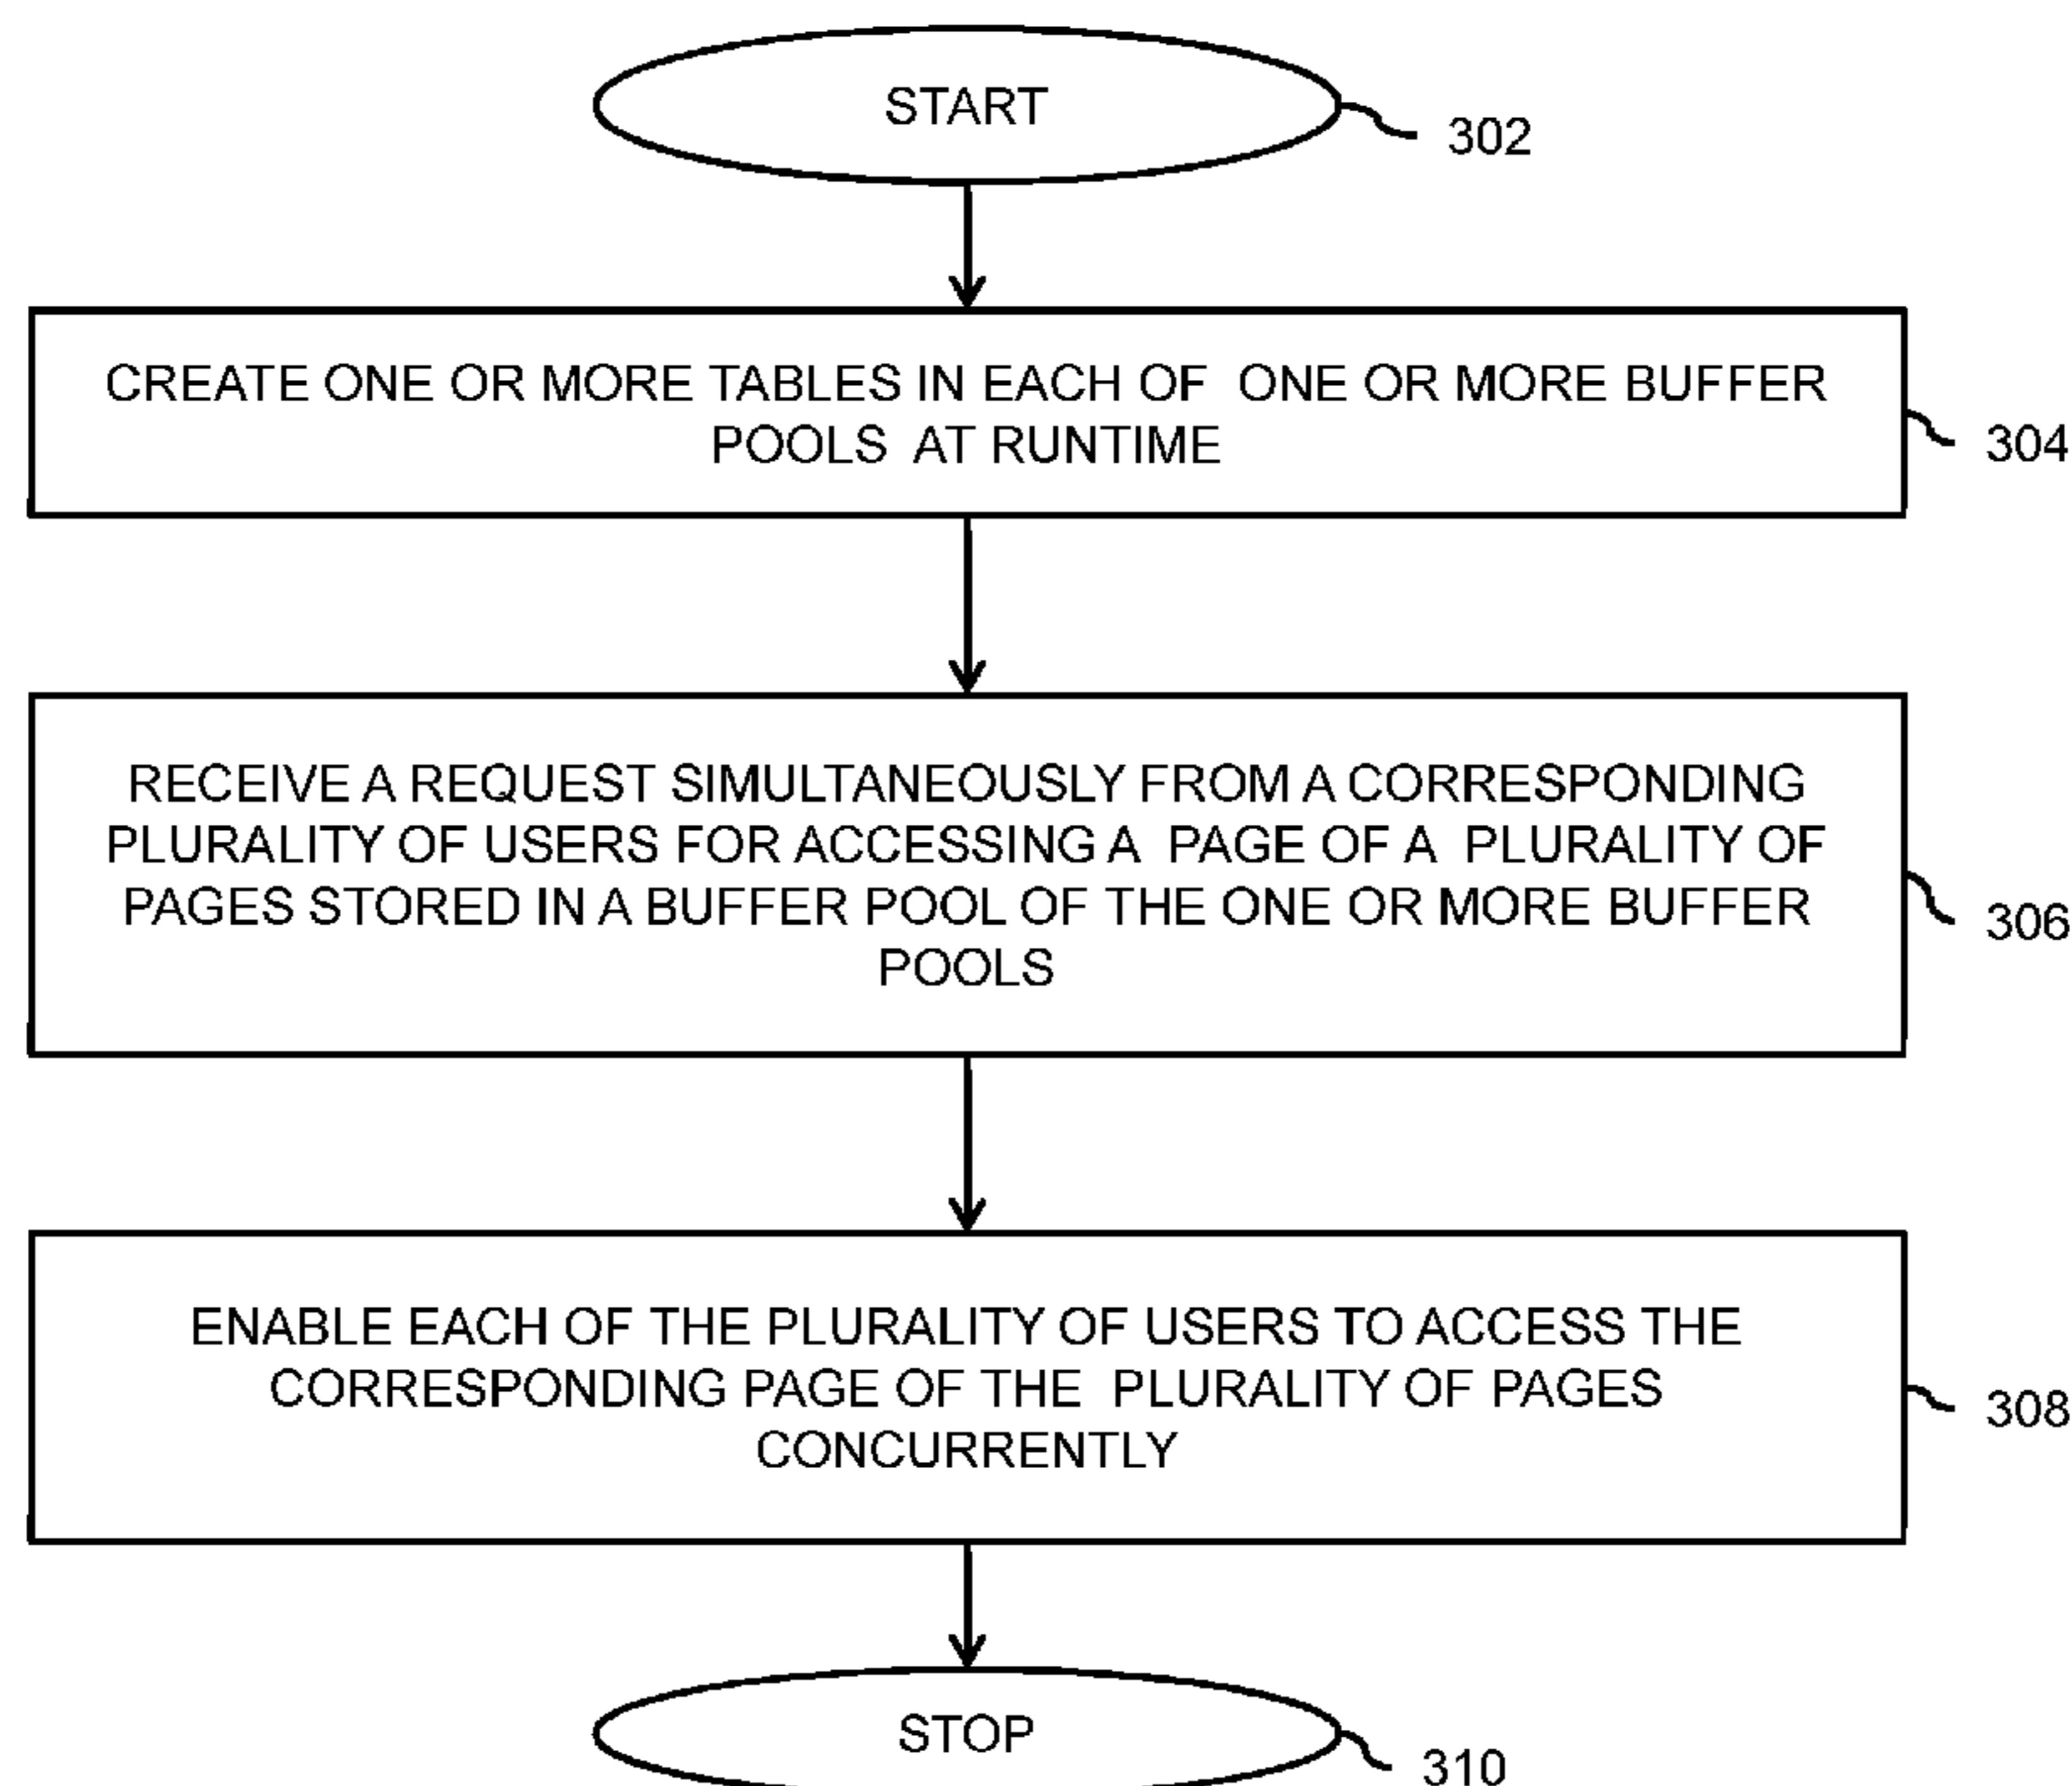 START
302
CREATE ONE OR MORE TABLES IN EACH OF ONE OR MORE BUFFER
POOLS AT RUNTIME
304
RECEIVE A REQUEST SIMULTANEOUSLY FROM A CORRESPONDING
PLURALITY OF USERS FOR ACCESSING A PAGE OF A PLURALITY OF
PAGES STORED IN A BUFFER POOL OF THE ONE OR MORE BUFFER
POOLS
306
ENABLE EACH OF THE PLURALITY OF USERS TO ACCESS THE
CORRESPONDING PAGE OF THE PLURALITY OF PAGES
CONCURRENTLY
308
STOP
310